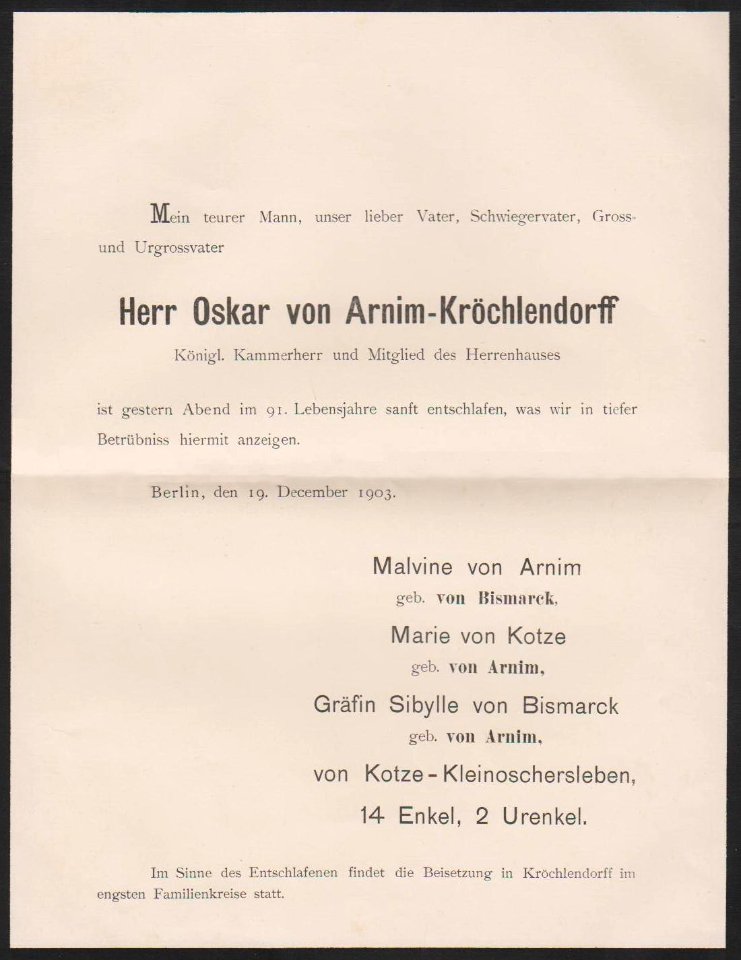 Mein teurer Mann, unser lieber Vater, Schwiegervater, Gross-
und Urgrossvater
Herr Oskar von Arnim-Kröchlendorff
Königl. Kammerherr und Mitglied des Herrenhauses
ist gestern Abend im 91. Lebensjahre sanft entschlafen, was wir in tiefer
Betrübniss hiermit anzeigen.
Berlin, den 19. December 1903.
Malvine von Arnim
geb. von Bismarck,
Marie von Kotze
geb. von Arnim,
Gräfin Sibylle von Bismarck
geb. von Arnim,
von Kotze-Kleinoschersleben,
14 Enkel, 2 Urenkel.
Im Sinne des Entschlafenen findet die Beisetzung in Kröchlendorff im
engsten Familienkreise statt.